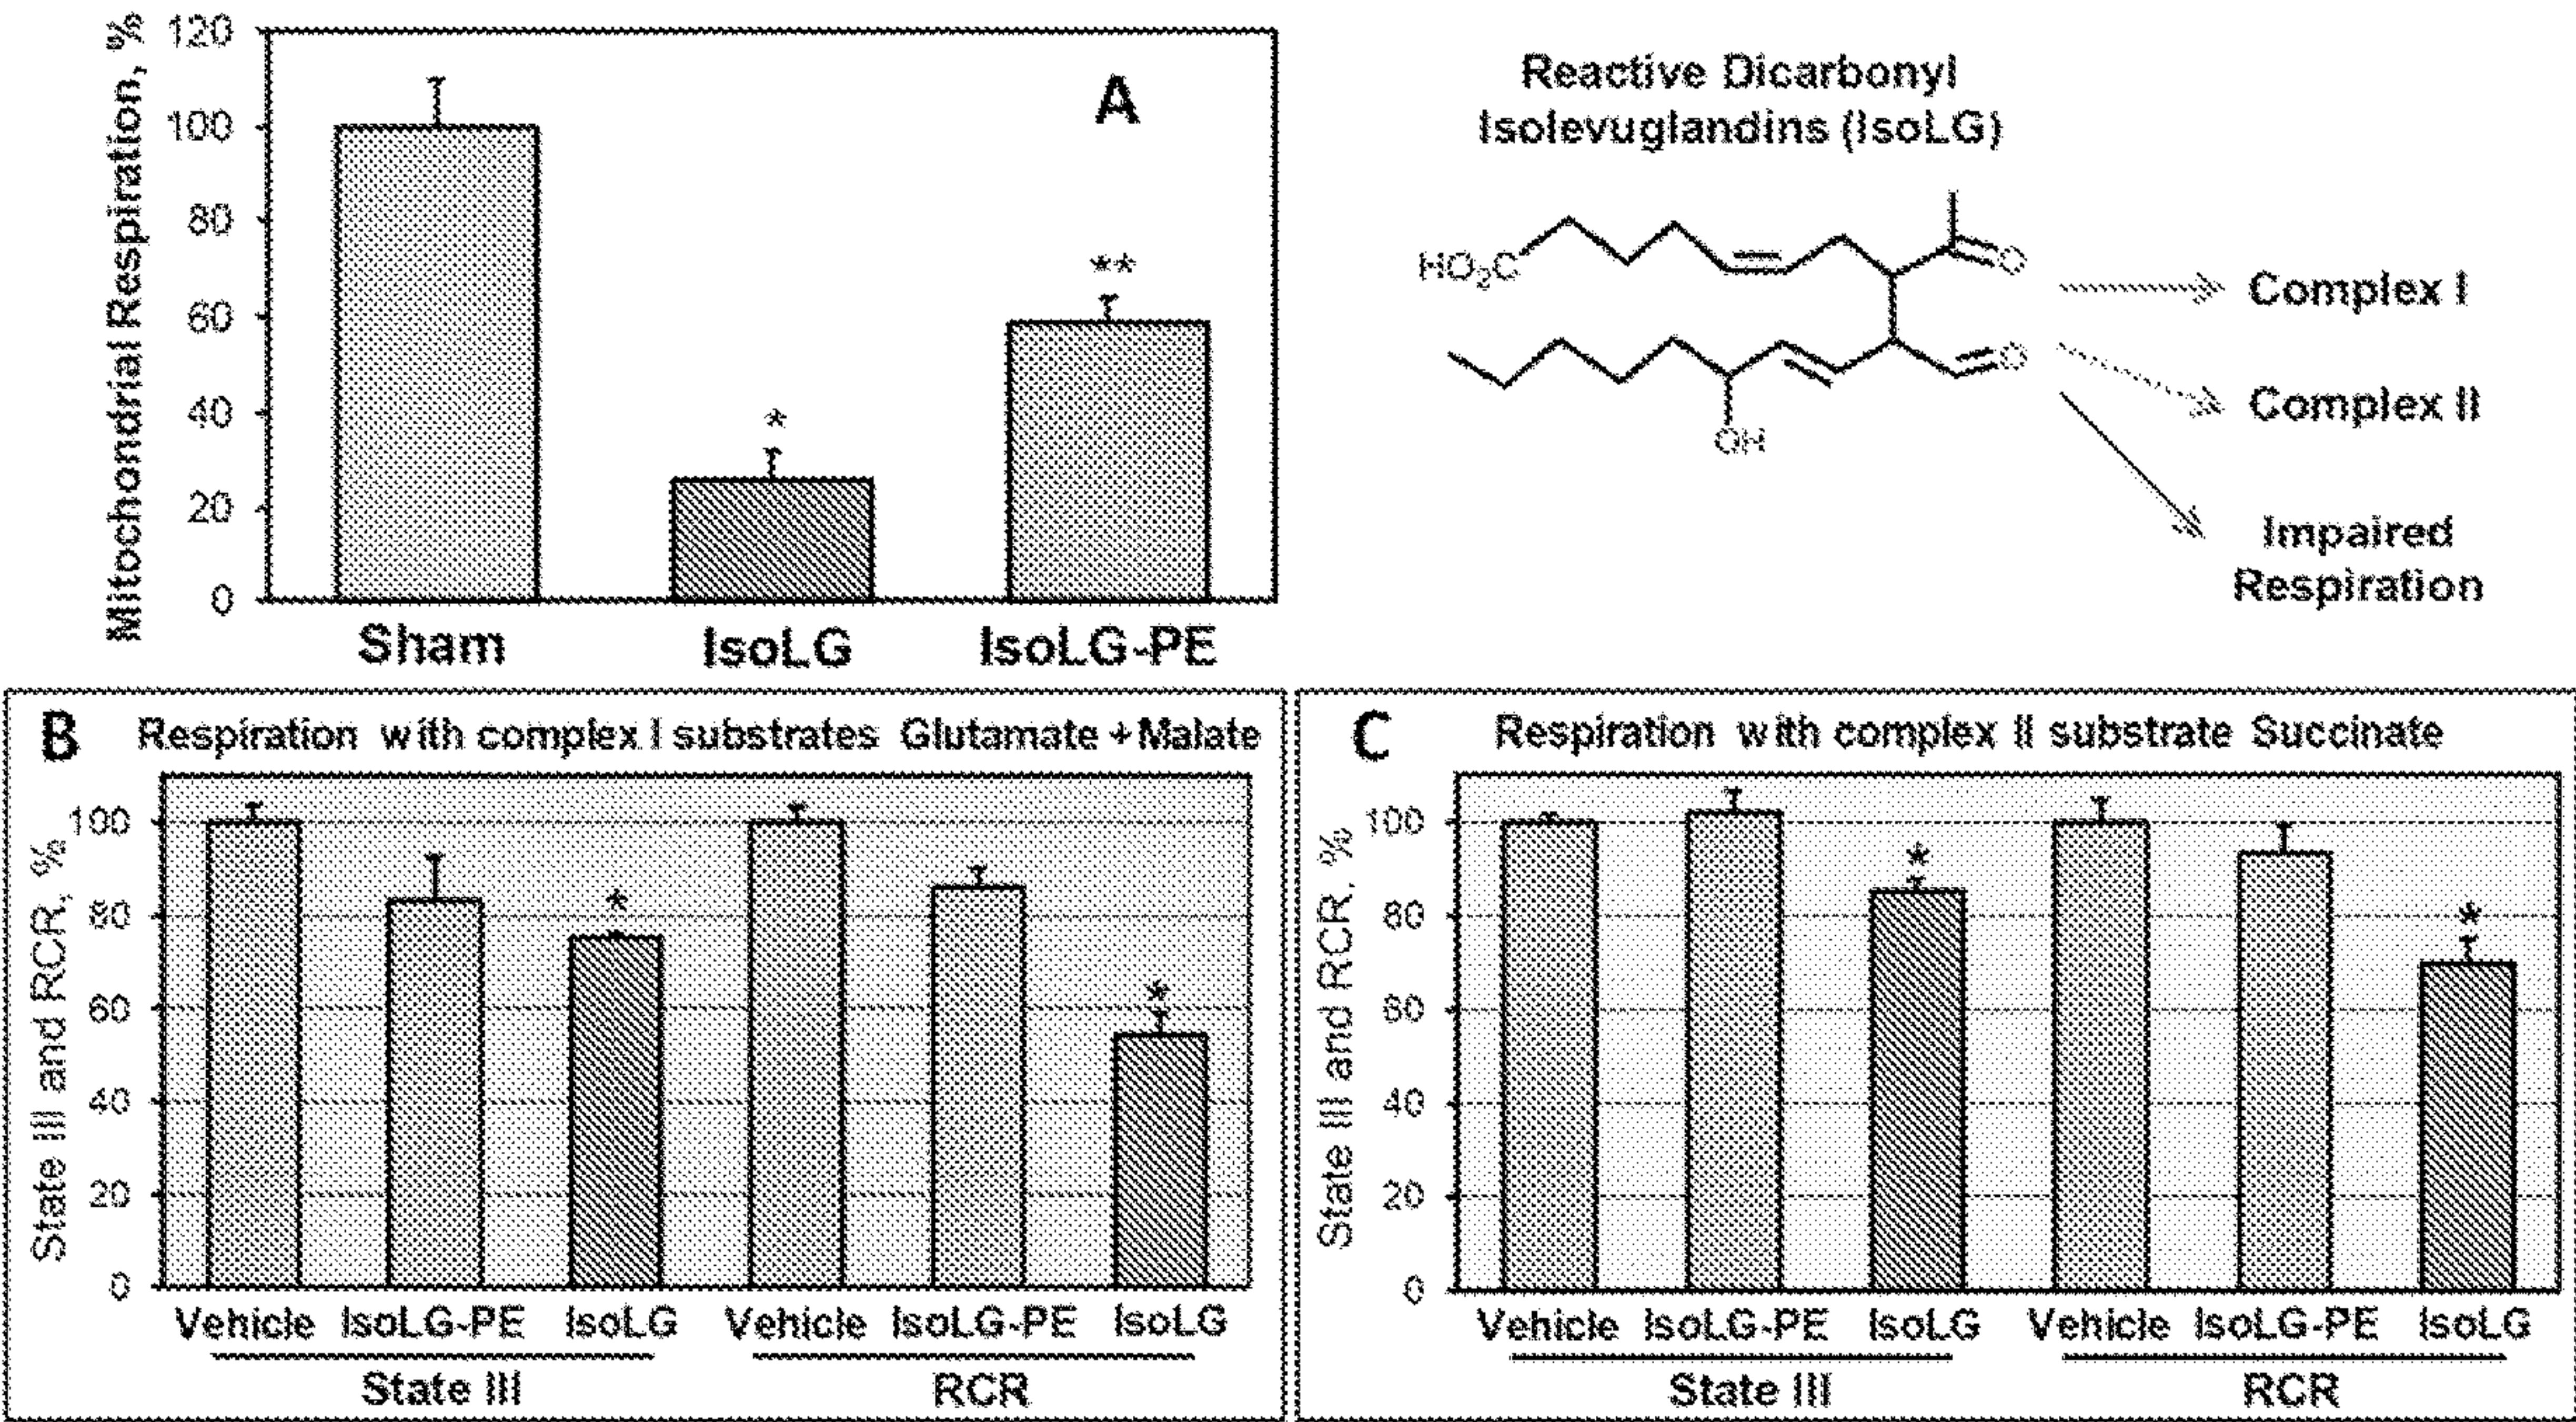 Mitochondrial Respiration, %
120
100
80
60
40
20
0
A
*
**
Sham IsoLG IsoLG-PE
Reactive Dicarbonyl
Isolevuglandins (IsoLG)
HO₂C
O
O
OH
Complex I
Complex II
Impaired
Respiration
B Respiration with complex I substrates Glutamate + Malate
State III and RCR, %
100
80
60
40
20
0
*
*
Vehicle IsoLG-PE IsoLG Vehicle IsoLG-PE IsoLG
State III RCR
C Respiration with complex II substrate Succinate
State III and RCR, %
100
80
60
40
20
0
*
*
Vehicle IsoLG-PE IsoLG Vehicle IsoLG-PE IsoLG
State III RCR